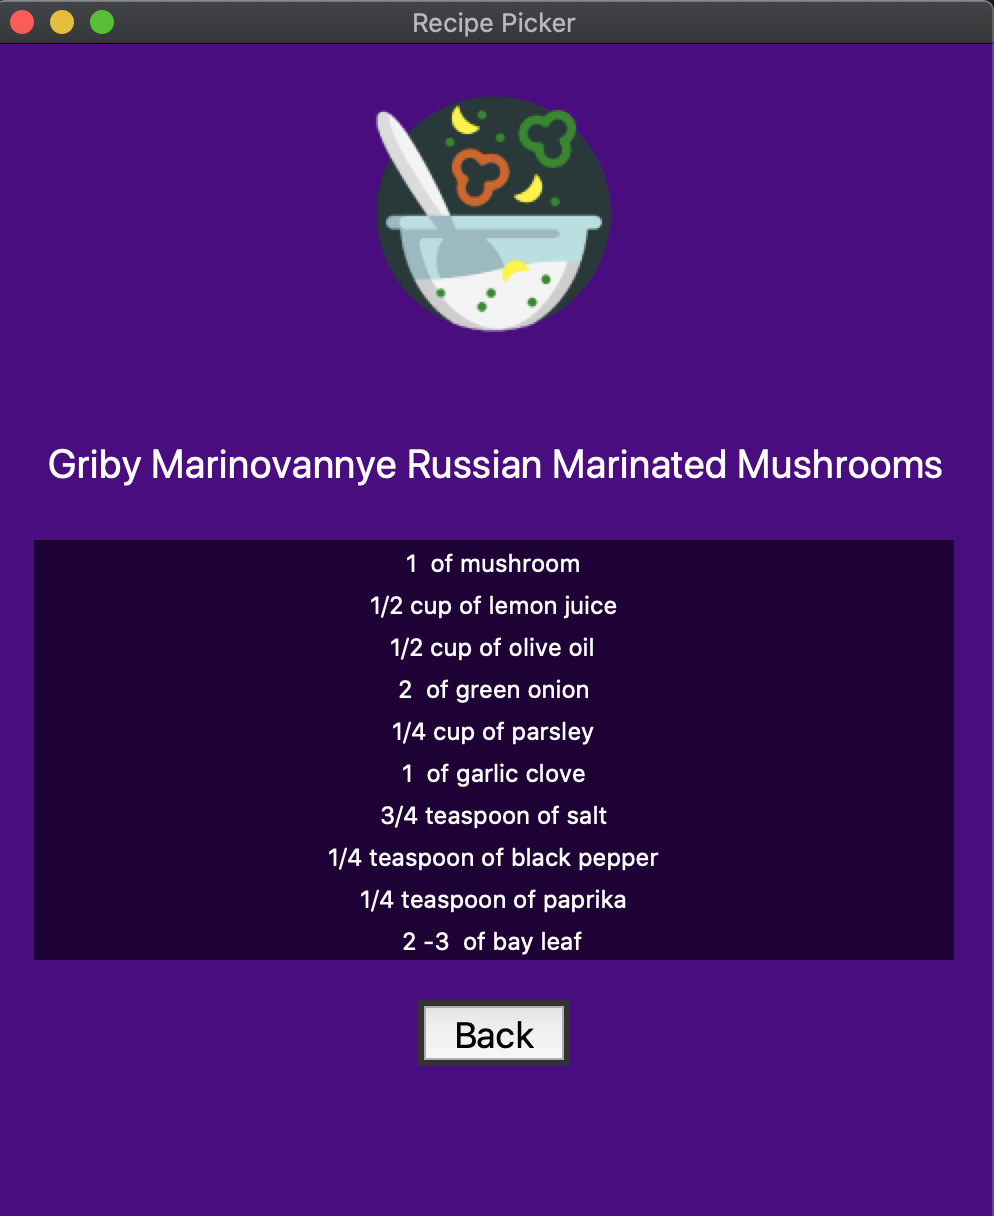 Recipe Picker
Griby Marinovannye Russian Marinated Mushrooms
1  of mushroom
1/2 cup of lemon juice
1/2 cup of olive oil
2  of green onion
1/4 cup of parsley
1  of garlic clove
3/4 teaspoon of salt
1/4 teaspoon of black pepper
1/4 teaspoon of paprika
2 -3  of bay leaf
Back